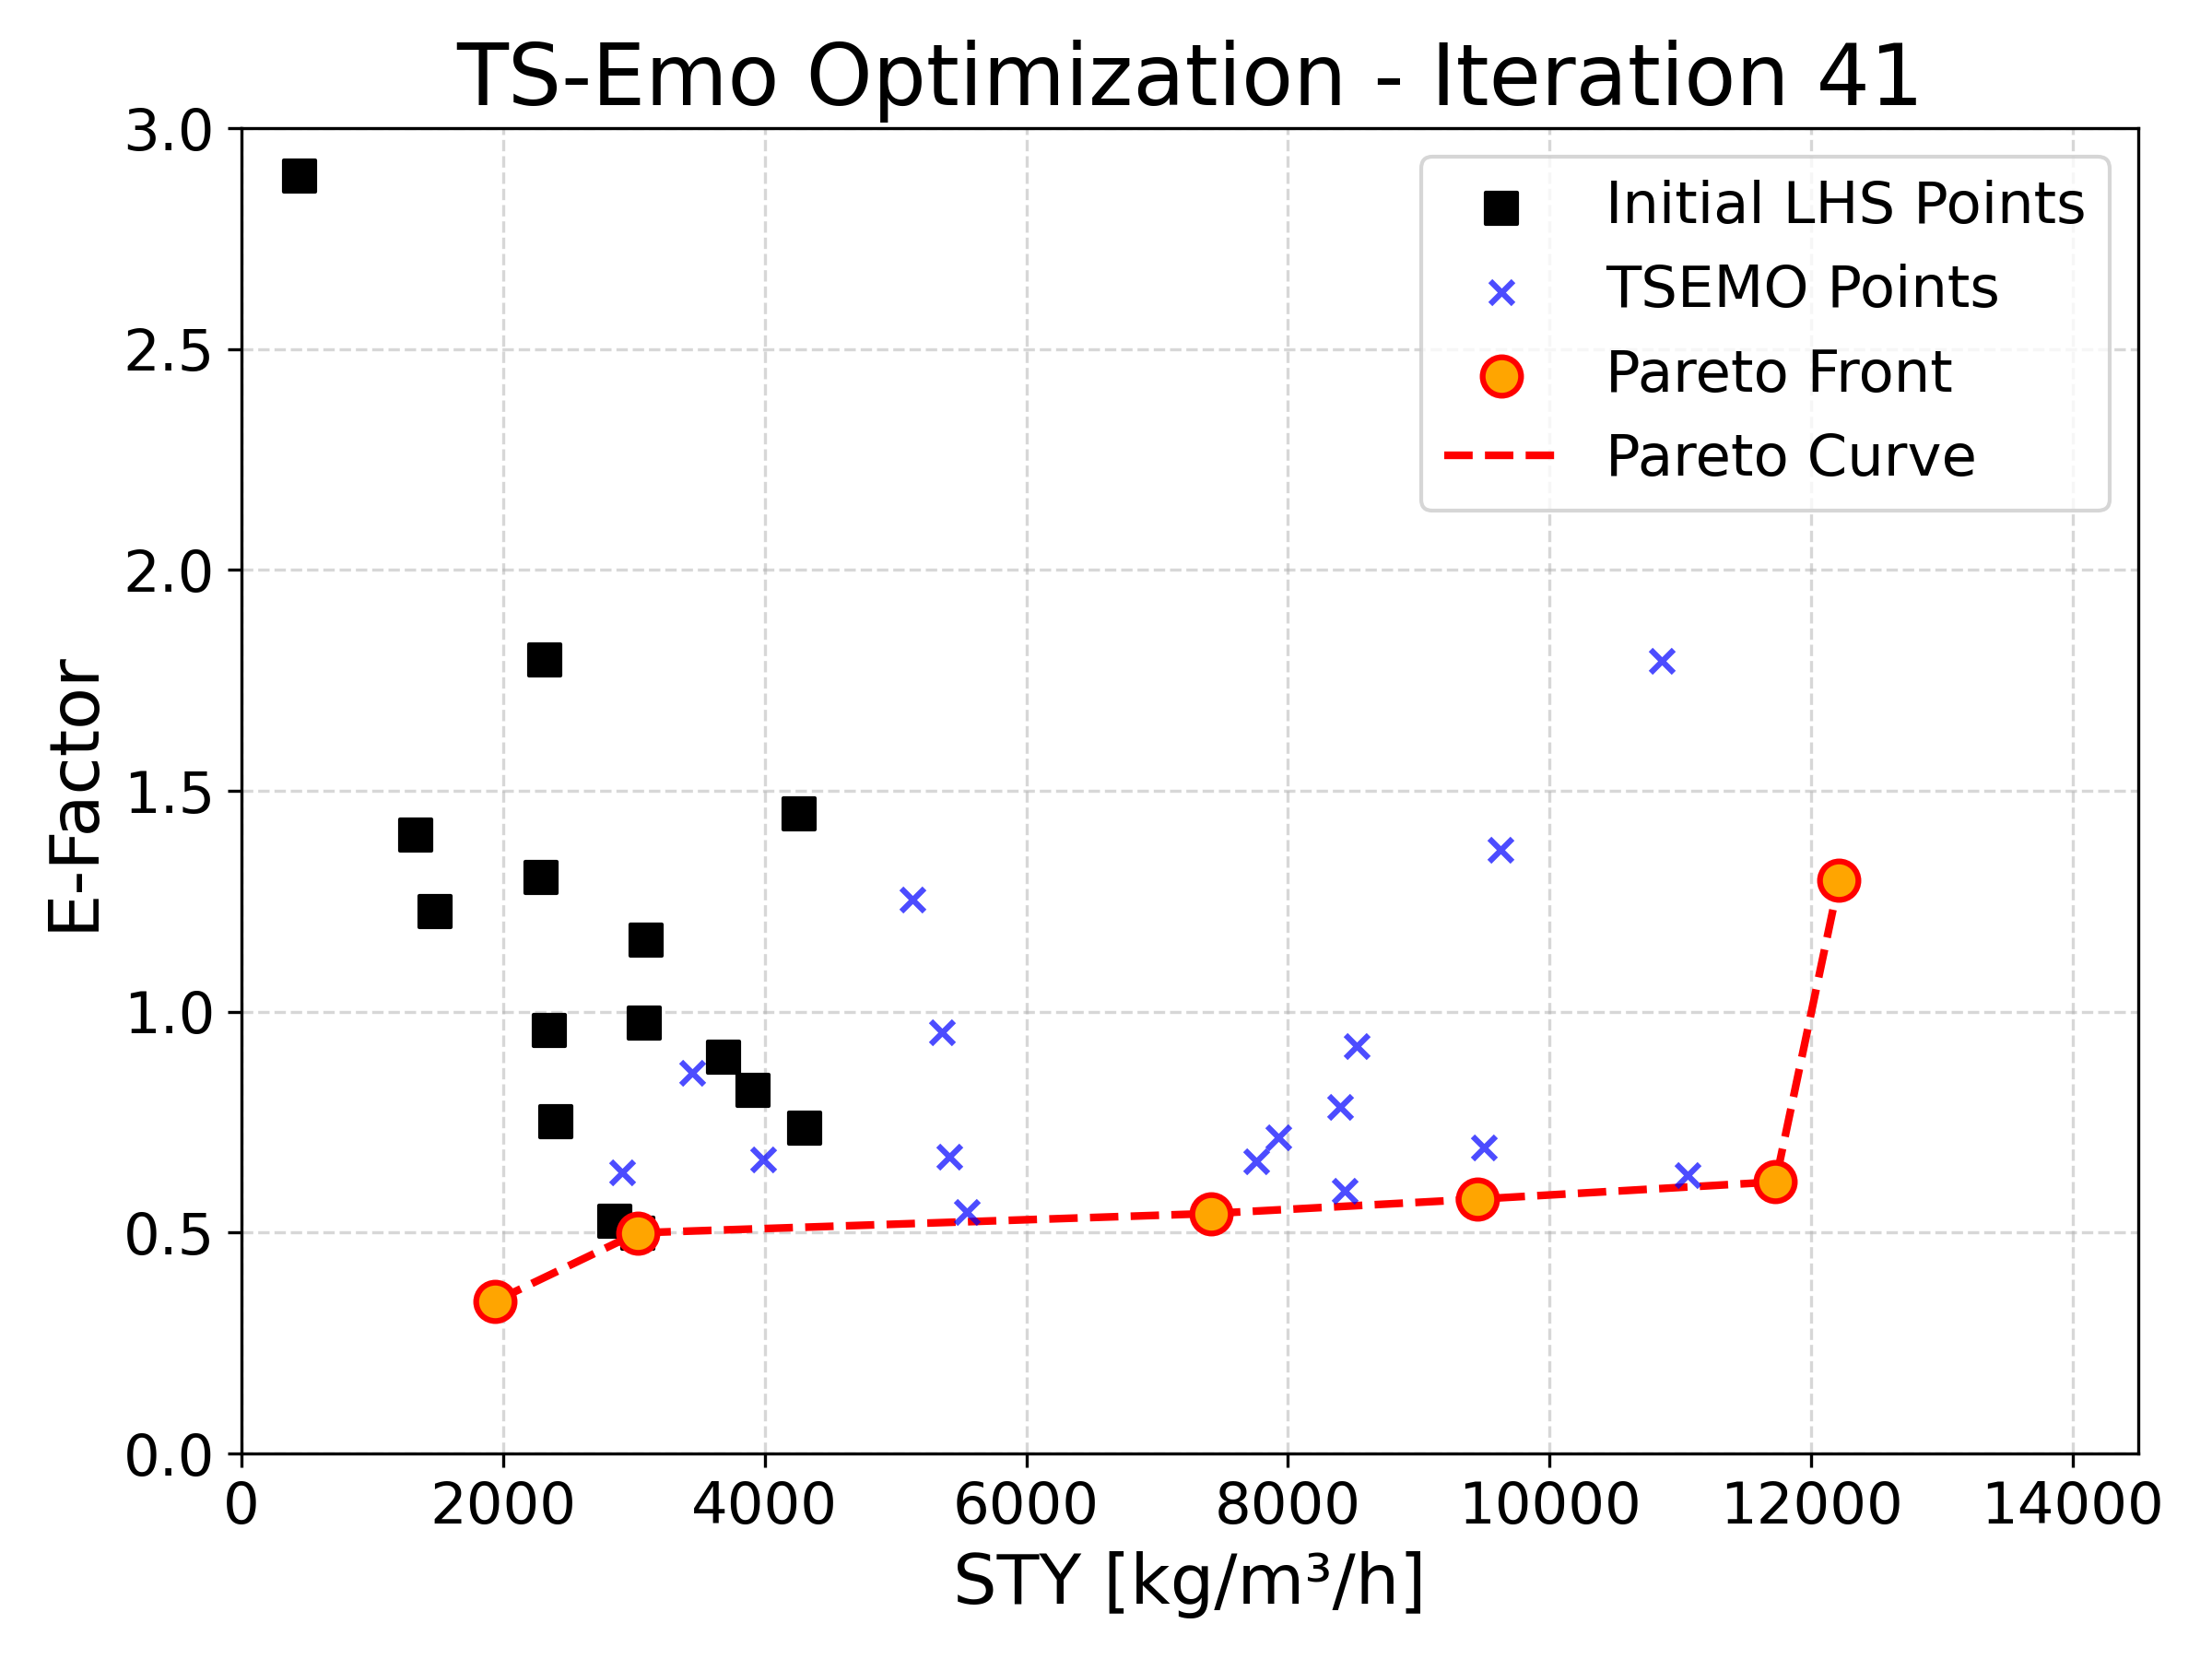 TS-Emo Optimization - Iteration 41
3.0
2.5
2.0
1.5
1.0
0.5
0.0
E-Factor
Initial LHS Points
TSEMO Points
Pareto Front
Pareto Curve
0 2000 4000 6000 8000 10000 12000 14000
STY [kg/m³/h]